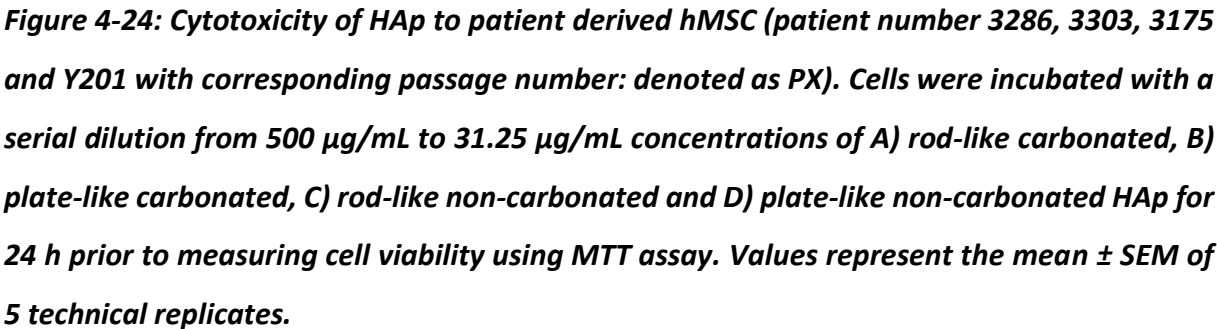 Figure 4-24: Cytotoxicity of HAp to patient derived hMSC (patient number 3286, 3303, 3175
and Y201 with corresponding passage number: denoted as PX). Cells were incubated with a
serial dilution from 500 µg/mL to 31.25 µg/mL concentrations of A) rod-like carbonated, B)
plate-like carbonated, C) rod-like non-carbonated and D) plate-like non-carbonated HAp for
24 h prior to measuring cell viability using MTT assay. Values represent the mean ± SEM of
5 technical replicates.